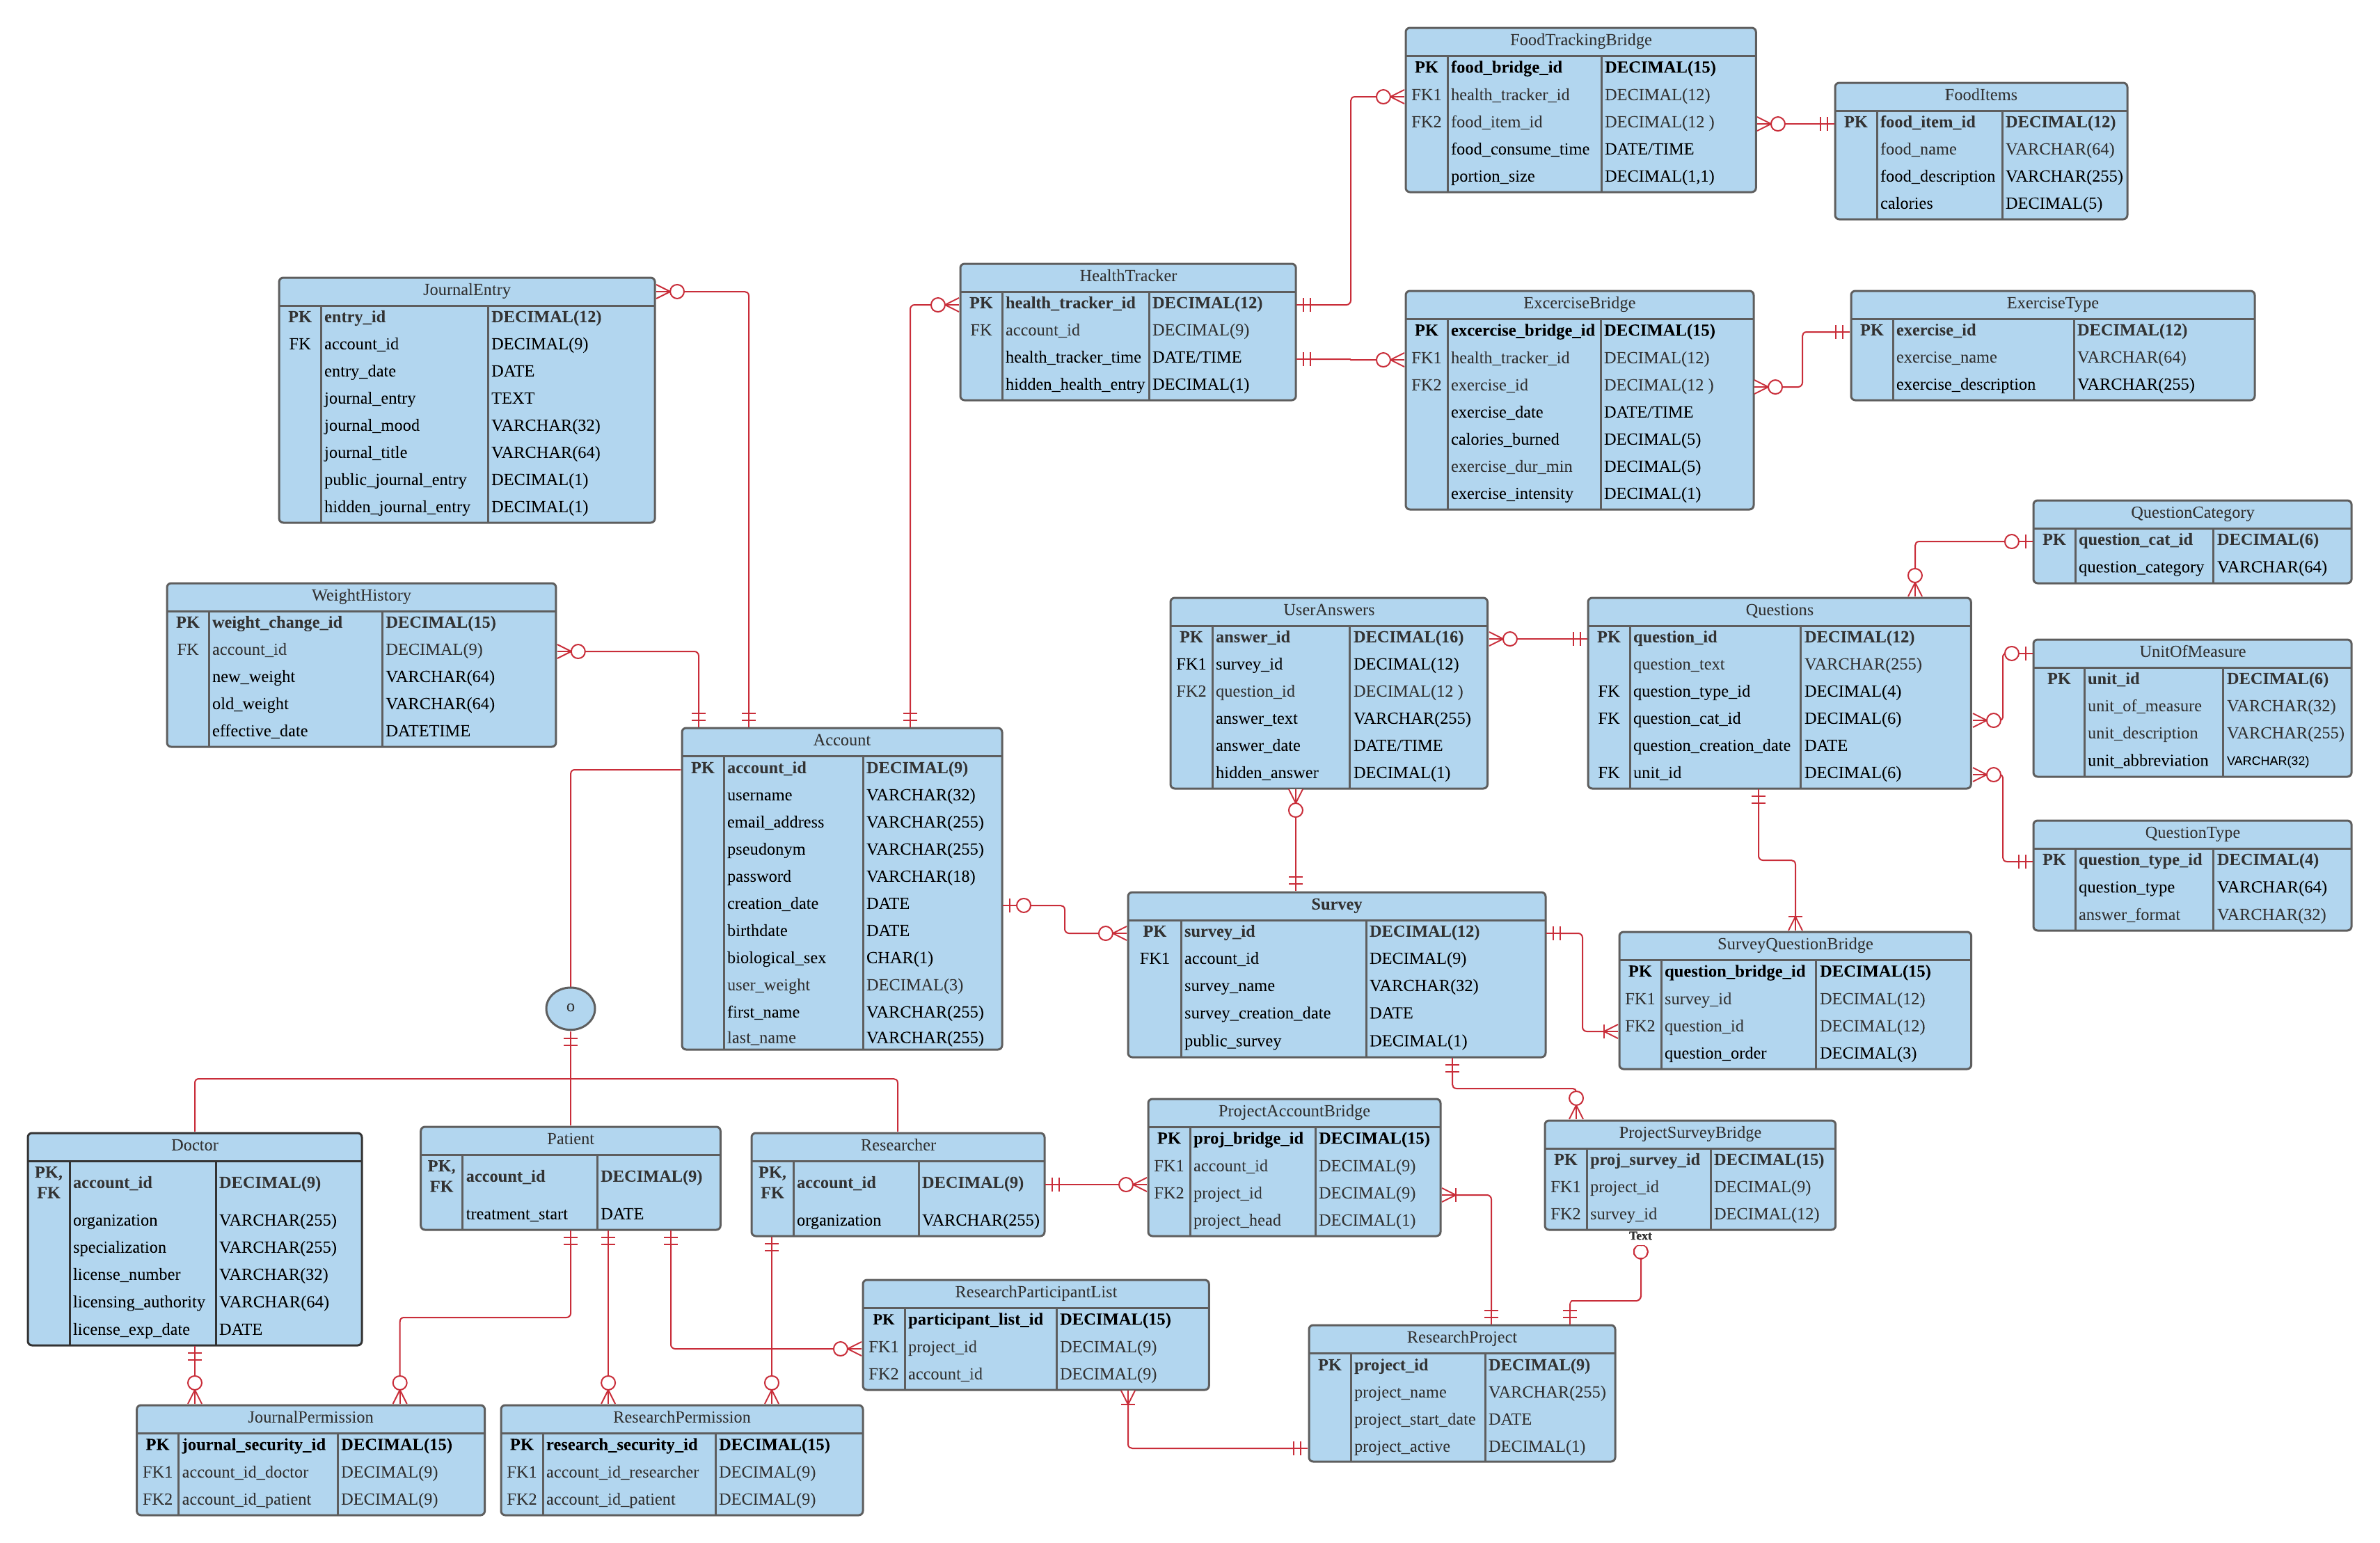 FoodTrackingBridge
PK food_bridge_id DECIMAL(15)
FK1 health_tracker_id DECIMAL(12)
FK2 food_item_id DECIMAL(12 )
food_consume_time DATE/TIME
portion_size DECIMAL(1,1)
FoodItems
PK food_item_id DECIMAL(12)
food_name VARCHAR(64)
food_description VARCHAR(255)
calories DECIMAL(5)
JournalEntry
PK entry_id DECIMAL(12)
FK account_id DECIMAL(9)
entry_date DATE
journal_entry TEXT
journal_mood VARCHAR(32)
journal_title VARCHAR(64)
public_journal_entry DECIMAL(1)
hidden_journal_entry DECIMAL(1)
HealthTracker
PK health_tracker_id DECIMAL(12)
FK account_id DECIMAL(9)
health_tracker_time DATE/TIME
hidden_health_entry DECIMAL(1)
ExcerciseBridge
PK excercise_bridge_id DECIMAL(15)
FK1 health_tracker_id DECIMAL(12)
FK2 exercise_id DECIMAL(12 )
exercise_date DATE/TIME
calories_burned DECIMAL(5)
exercise_dur_min DECIMAL(5)
exercise_intensity DECIMAL(1)
ExerciseType
PK exercise_id DECIMAL(12)
exercise_name VARCHAR(64)
exercise_description VARCHAR(255)
QuestionCategory
PK question_cat_id DECIMAL(6)
question_category VARCHAR(64)
WeightHistory
PK weight_change_id DECIMAL(15)
FK account_id DECIMAL(9)
new_weight VARCHAR(64)
old_weight VARCHAR(64)
effective_date DATETIME
UserAnswers
PK answer_id DECIMAL(16)
FK1 survey_id DECIMAL(12)
FK2 question_id DECIMAL(12 )
answer_text VARCHAR(255)
answer_date DATE/TIME
hidden_answer DECIMAL(1)
Questions
PK question_id DECIMAL(12)
question_text VARCHAR(255)
FK question_type_id DECIMAL(4)
FK question_cat_id DECIMAL(6)
question_creation_date DATE
FK unit_id DECIMAL(6)
UnitOfMeasure
PK unit_id DECIMAL(6)
unit_of_measure VARCHAR(32)
unit_description VARCHAR(255)
unit_abbreviation VARCHAR(32)
Account
PK account_id DECIMAL(9)
username VARCHAR(32)
email_address VARCHAR(255)
pseudonym VARCHAR(255)
password VARCHAR(18)
creation_date DATE
birthdate DATE
biological_sex CHAR(1)
user_weight DECIMAL(3)
first_name VARCHAR(255)
last_name VARCHAR(255)
QuestionType
PK question_type_id DECIMAL(4)
question_type VARCHAR(64)
answer_format VARCHAR(32)
Survey
PK survey_id DECIMAL(12)
FK1 account_id DECIMAL(9)
survey_name VARCHAR(32)
survey_creation_date DATE
public_survey DECIMAL(1)
SurveyQuestionBridge
PK question_bridge_id DECIMAL(15)
FK1 survey_id DECIMAL(12)
FK2 question_id DECIMAL(12)
question_order DECIMAL(3)
o
Doctor
PK, FK account_id DECIMAL(9)
organization VARCHAR(255)
specialization VARCHAR(255)
license_number VARCHAR(32)
licensing_authority VARCHAR(64)
license_exp_date DATE
Patient
PK, FK account_id DECIMAL(9)
treatment_start DATE
Researcher
PK, FK account_id DECIMAL(9)
organization VARCHAR(255)
ProjectAccountBridge
PK proj_bridge_id DECIMAL(15)
FK1 account_id DECIMAL(9)
FK2 project_id DECIMAL(9)
project_head DECIMAL(1)
ProjectSurveyBridge
PK proj_survey_id DECIMAL(15)
FK1 project_id DECIMAL(9)
FK2 survey_id DECIMAL(12)
Text
ResearchParticipantList
PK participant_list_id DECIMAL(15)
FK1 project_id DECIMAL(9)
FK2 account_id DECIMAL(9)
ResearchProject
PK project_id DECIMAL(9)
project_name VARCHAR(255)
project_start_date DATE
project_active DECIMAL(1)
JournalPermission
PK journal_security_id DECIMAL(15)
FK1 account_id_doctor DECIMAL(9)
FK2 account_id_patient DECIMAL(9)
ResearchPermission
PK research_security_id DECIMAL(15)
FK1 account_id_researcher DECIMAL(9)
FK2 account_id_patient DECIMAL(9)